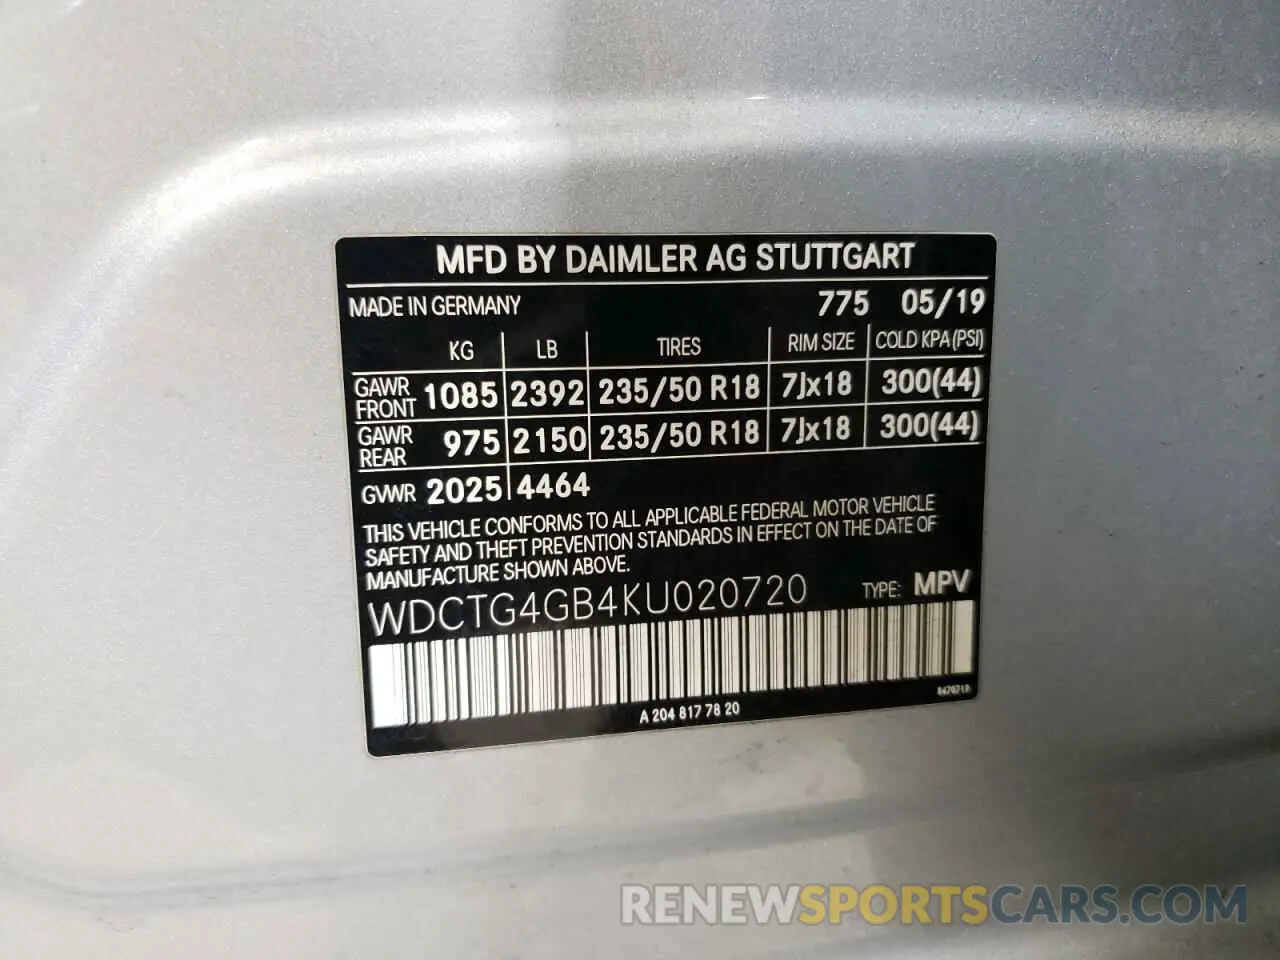 MFD BY DAIMLER AG STUTTGART
MADE IN GERMANY 775 05/19
KG LB TIRES RIM SIZE COLD KPA (PSI)
GAWR FRONT 1085 2392 235/50 R18 7Jx18 300(44)
GAWR REAR 975 2150 235/50 R18 7Jx18 300(44)
GVWR 2025 4464
THIS VEHICLE CONFORMS TO ALL APPLICABLE FEDERAL MOTOR VEHICLE
SAFETY AND THEFT PREVENTION STANDARDS IN EFFECT ON THE DATE OF
MANUFACTURE SHOWN ABOVE.
WDCTG4GB4KU020720 TYPE: MPV
A 204 817 78 20
RENEWSPORTSCARS.COM